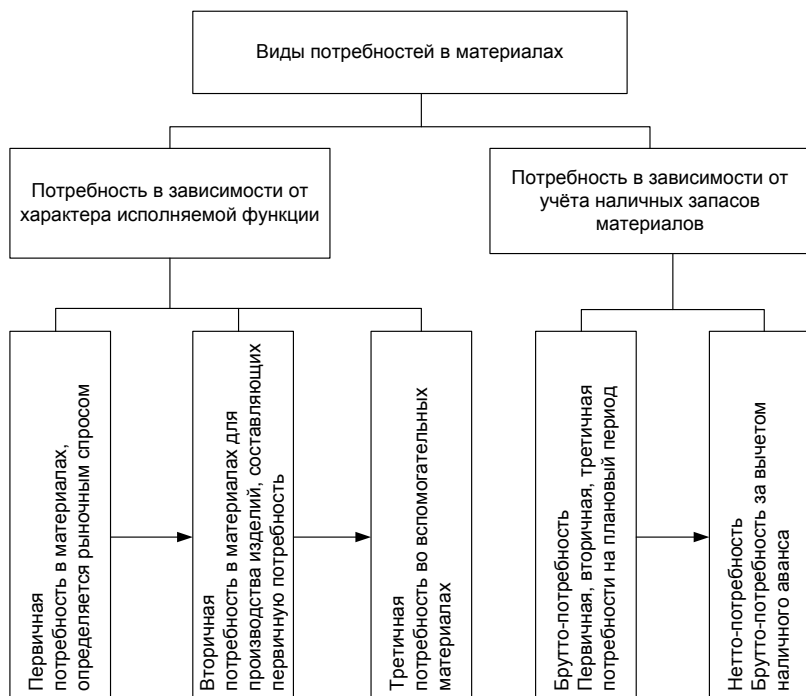 Виды потребностей в материалах
Потребность в зависимости от
характера исполняемой функции
Потребность в зависимости от
учёта наличных запасов
материалов
Первичная
потребность в материалах,
определяется рыночным спросом
Вторичная
потребность в материалах для
производства изделий, составляющих
первичную потребность
Третичная
потребность во вспомогательных
материалах
Брутто-потребность
Первичная, вторичная, третичная
потребности на плановый период
Нетто-потребность
Брутто-потребность за вычетом
наличного аванса